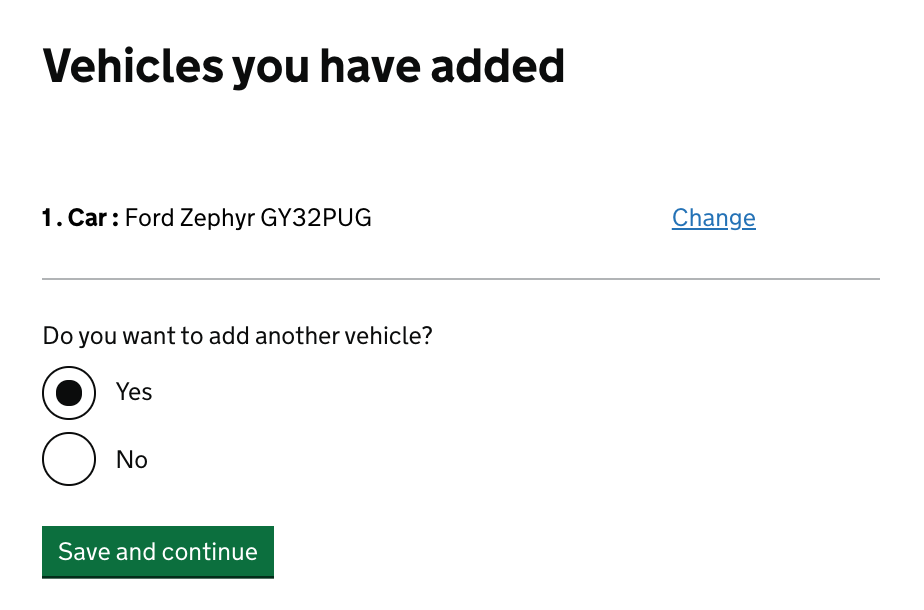 Vehicles you have added
1. Car : Ford Zephyr GY32PUG Change
Do you want to add another vehicle?
Yes
No
Save and continue